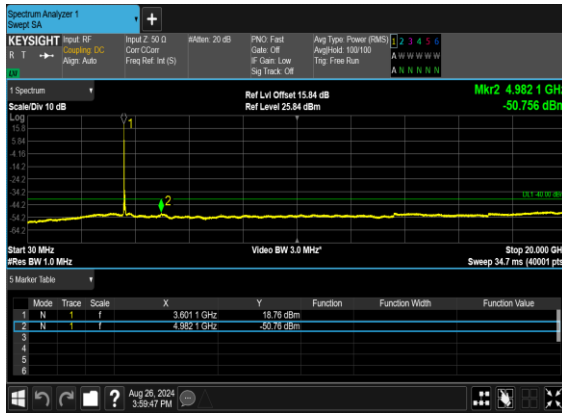 Spectrum Analyzer 1
Swept SA
KEYSIGHT Input: RF Input Z: 50 Ω #Atten: 20 dB PNO: Fast Avg Type: Power (RMS) 1 2 3 4 5 6
R T Coupling: DC Corr CCorr Gate: Off Avg|Hold: 100/100 A W W W W W
Align: Auto Freq Ref: Int (S) IF Gain: Low Trig: Free Run
Sig Track: Off A N N N N N
1 Spectrum Ref Lvl Offset 15.84 dB Mkr2 4.982 1 GHz
Scale/Div 10 dB Ref Level 25.84 dBm -50.756 dBm
Log
15.8
5.84
-4.16
-14.2
-24.2
-34.2
-44.2
-54.2
-64.2
1
2
Start 30 MHz Video BW 3.0 MHz* Stop 20.000 GHz
#Res BW 1.0 MHz Sweep 34.7 ms (40001 pts)
5 Marker Table
Mode Trace Scale X Y Function Function Width Function Value
1 N 1 f 3.601 1 GHz 18.76 dBm
2 N 1 f 4.982 1 GHz -50.76 dBm
3
4
5
6
Aug 26, 2024
3:59:47 PM